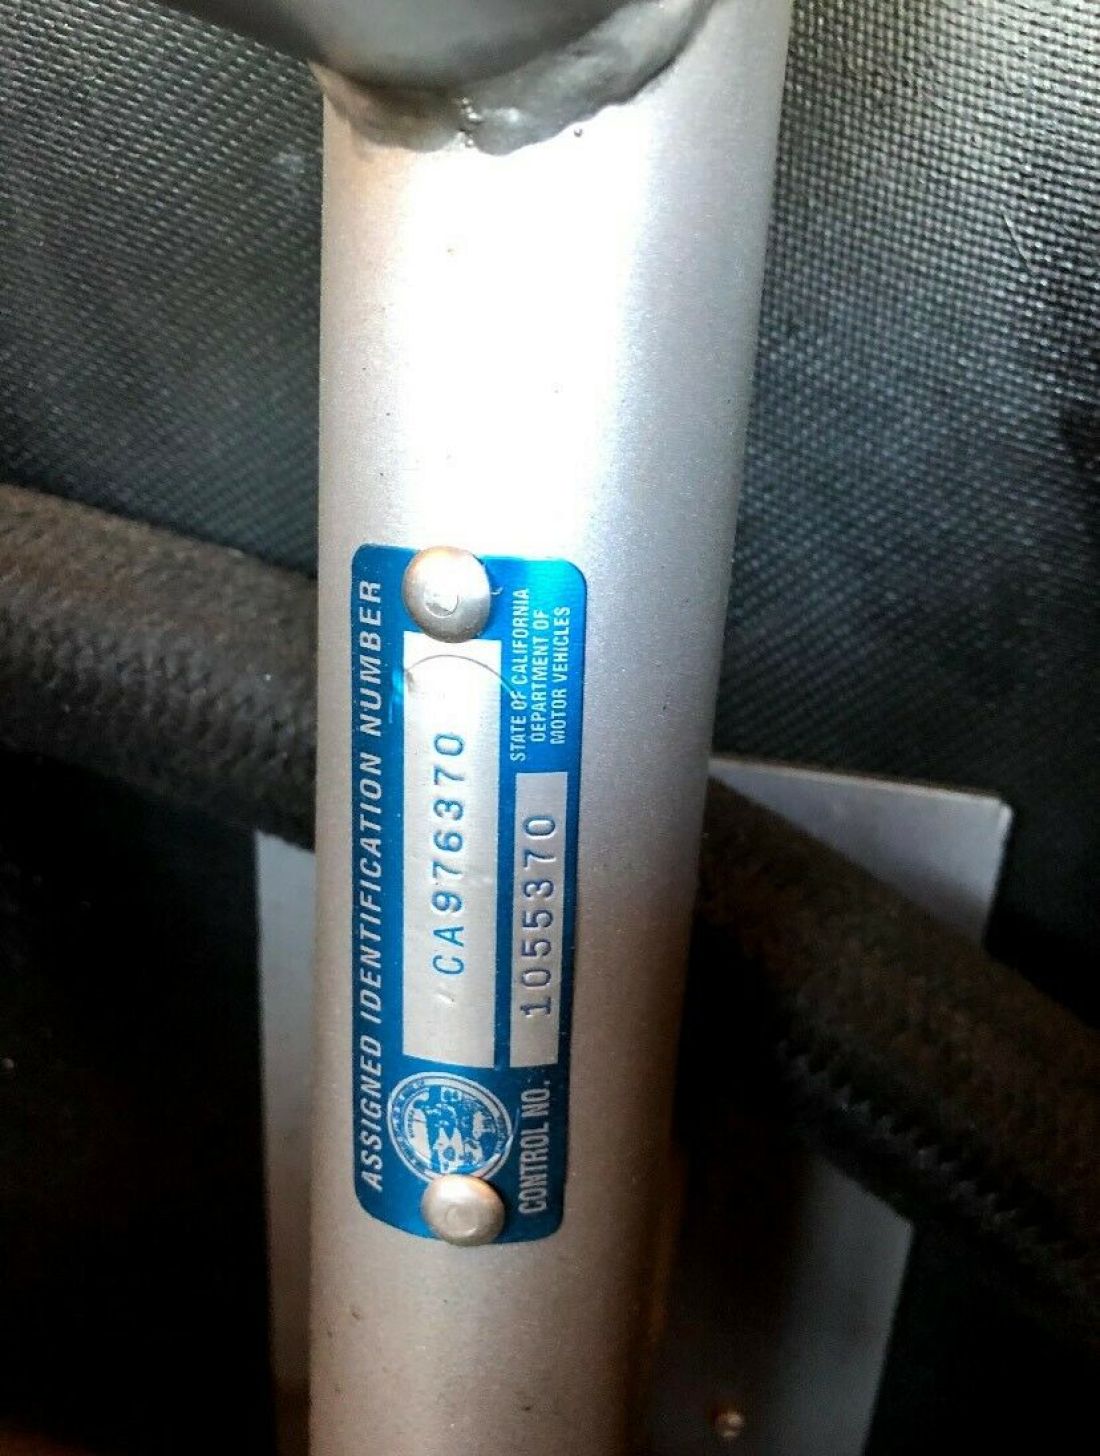 ASSIGNED IDENTIFICATION NUMBER
CA976370
STATE OF CALIFORNIA
DEPARTMENT OF
MOTOR VEHICLES
CONTROL NO. 1055370